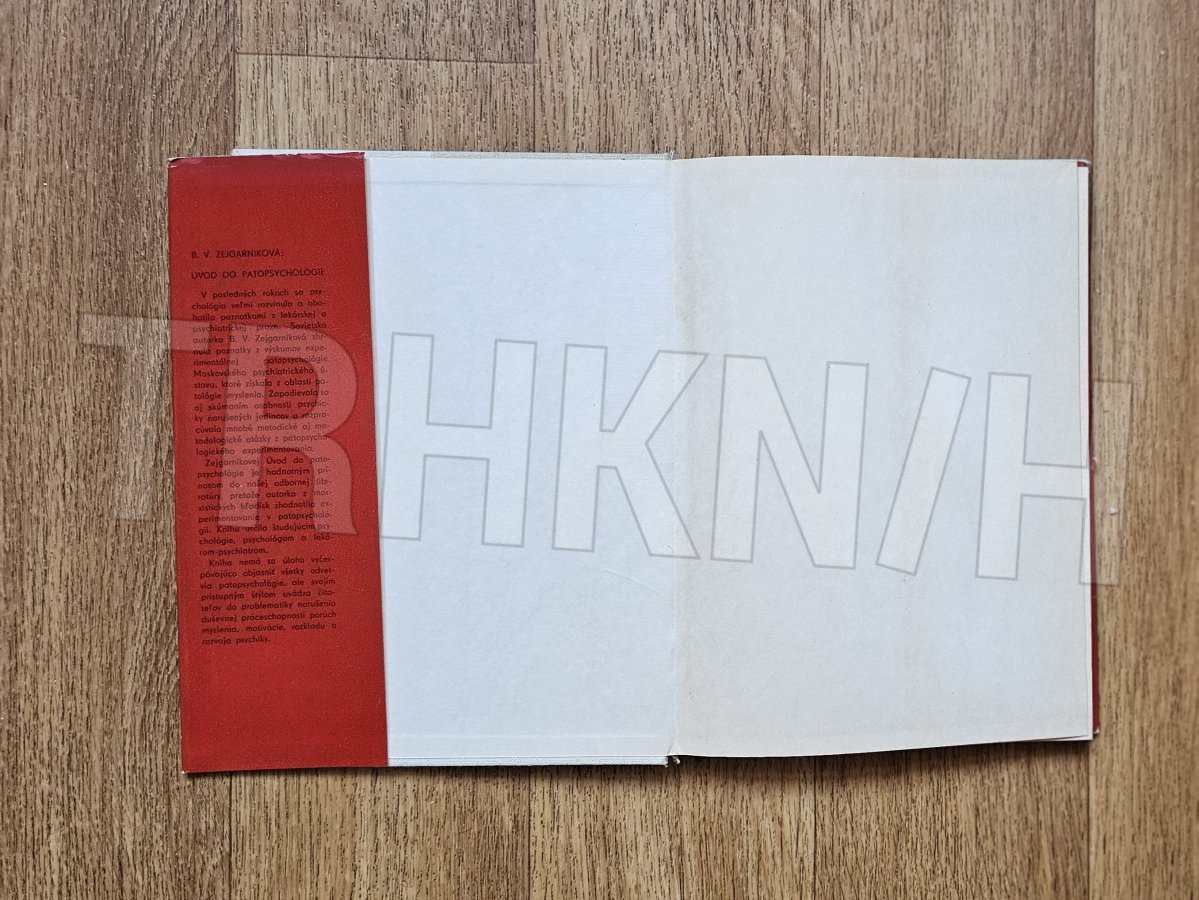 B. V. ZEJGARNIKOVÁ:
ÚVOD DO PATOPSYCHOLOGIE
V posledných rokoch sa psy-
chológia veľmi rozvinula a obo-
hatila poznatkami z lekárskej a
psychiatrickej praxe. Sovietska
autorka B. V. Zejgarniková zhr-
nula poznatky z výskumov expe-
rimentálnej patopsychológie
Moskovského psychiatrického ú-
stavu, ktoré získala z oblasti pa-
tológie myslenia. Zapodievala sa
aj skúmaním osobnosti psychic-
ky narušených jedincov a rozpra-
cúvala mnohé metodické aj me-
todologické otázky z patopsycho-
logického experimentovania.
Zejgarnikovej Úvod do pato-
psychológie je hodnotným prí-
nosom do našej odbornej lite-
ratúry, pretože autorka z mar-
xistických hľadísk zhodnotila ex-
perimentovanie v patopsycholó-
gii. Knihu určila študujúcim psy-
chológie, psychológom a leká-
rom-psychiatrom.
Kniha nemá za úlohu vyčer-
pávajúco objasniť všetky odvet-
via patopsychológie, ale svojím
prístupným štýlom uvádza čita-
teľov do problematiky narušenia
duševnej práceschopnosti porúch
myslenia, motivácie, rozkladu a
rozvoja psychiky.
TRHKNIH